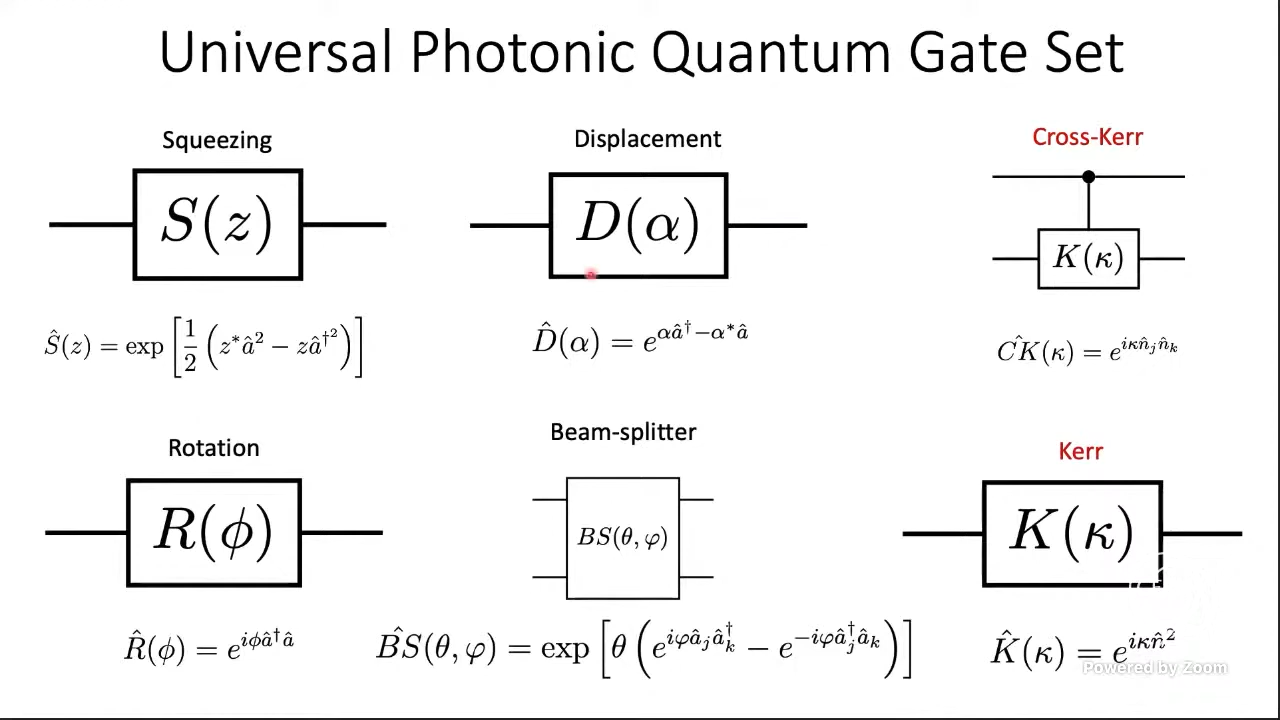 Universal Photonic Quantum Gate Set
Squeezing
S(z)
Ŝ(z) = exp[1/2 (z*â² − zâ†²)]
Displacement
D(α)
D̂(α) = e^{αâ†−α*â}
Cross-Kerr
K(κ)
CK̂(κ) = e^{iκn̂ⱼn̂ₖ}
Rotation
R(ϕ)
R̂(ϕ) = e^{iϕâ†â}
Beam-splitter
BS(θ, φ)
BŜ(θ, φ) = exp[θ (e^{iφ}âⱼâₖ† − e^{−iφ}âⱼ†âₖ)]
Kerr
K(κ)
K̂(κ) = e^{iκn̂²}
Powered by Zoom